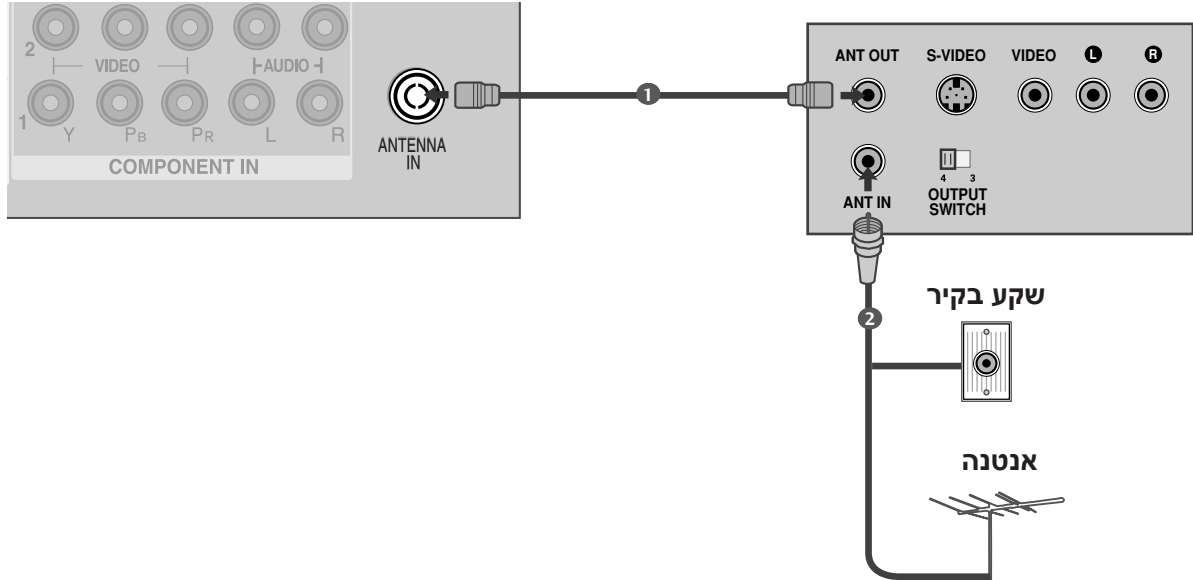 2
VIDEO
AUDIO
1
Y
PB
PR
L
R
COMPONENT IN
ANTENNA
IN
1
ANT OUT
S-VIDEO
VIDEO
L
R
4
3
ANT IN
OUTPUT
SWITCH
2
שקע בקיר
אנטנה